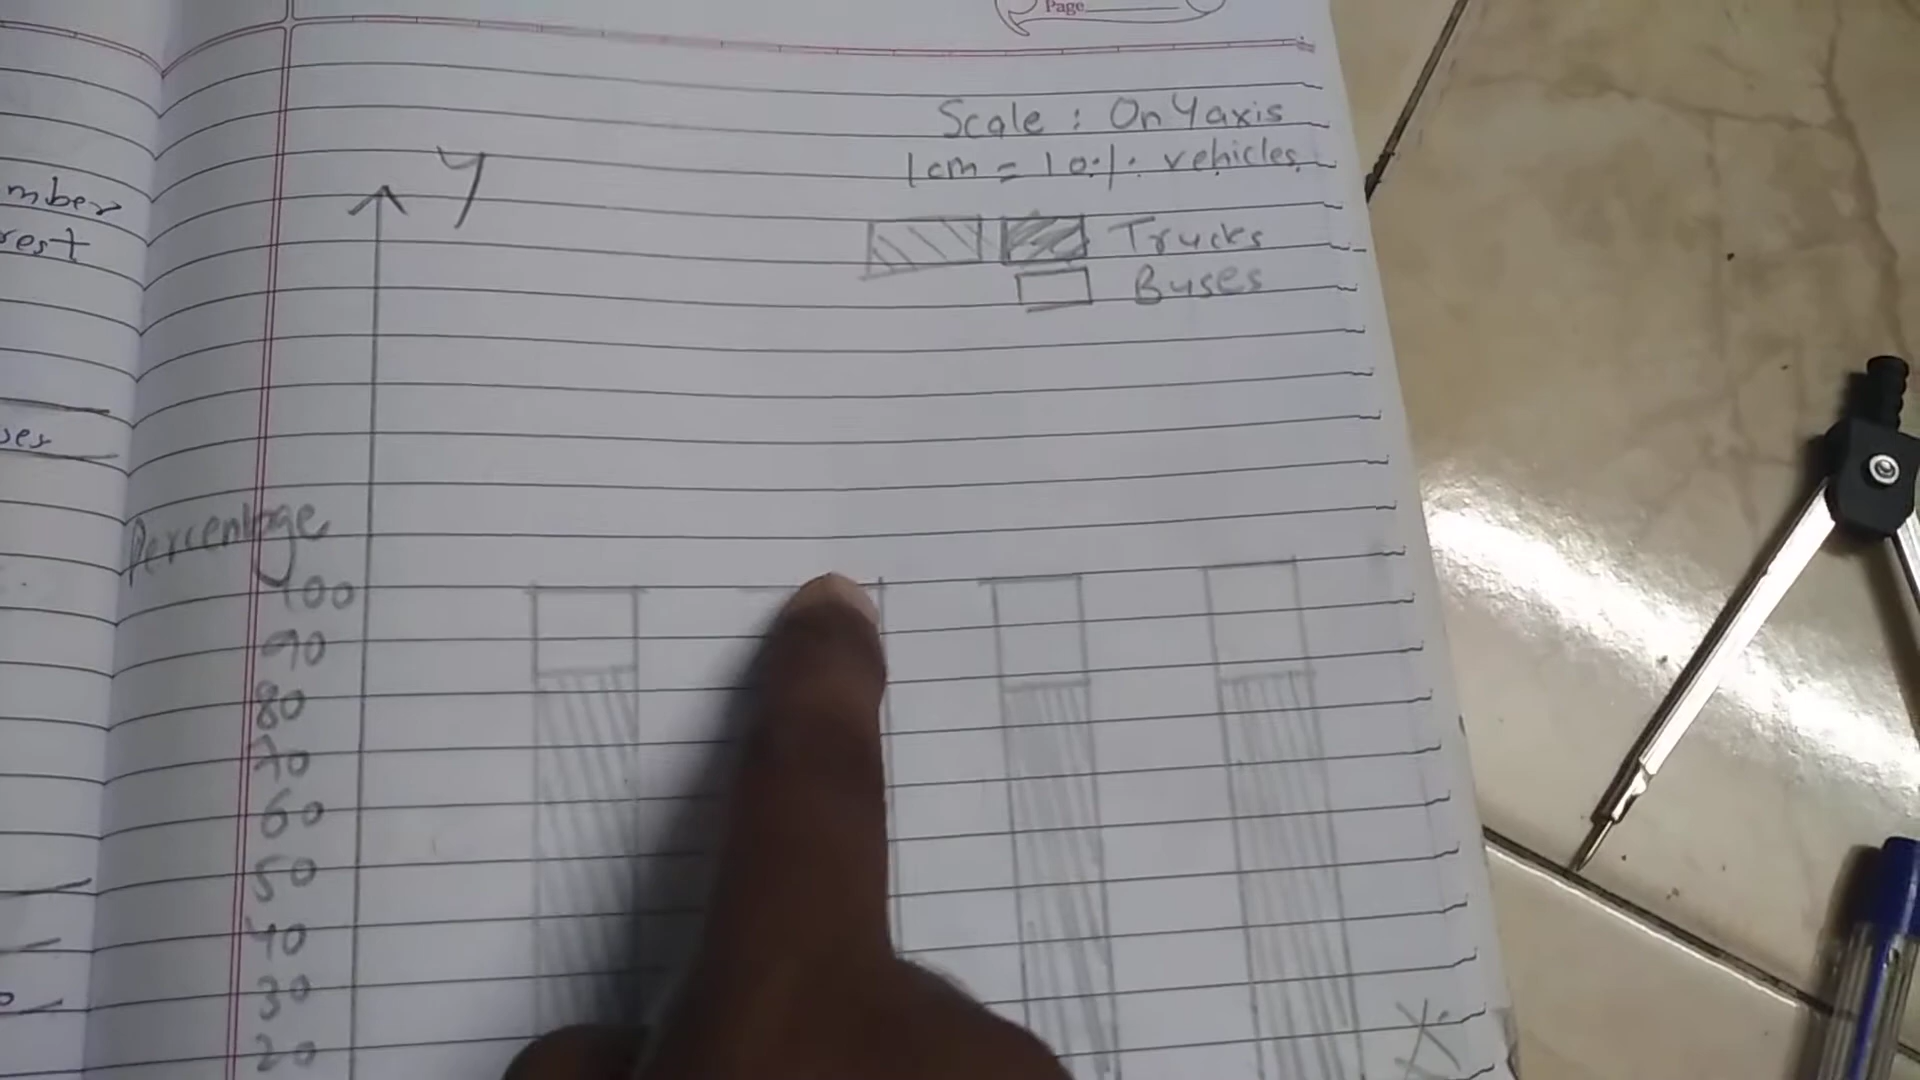 Page
Scale : On Y axis
1cm = 10% vehicles
Trucks
Buses
Y
Percentage
100
90
80
70
60
50
40
30
20
X